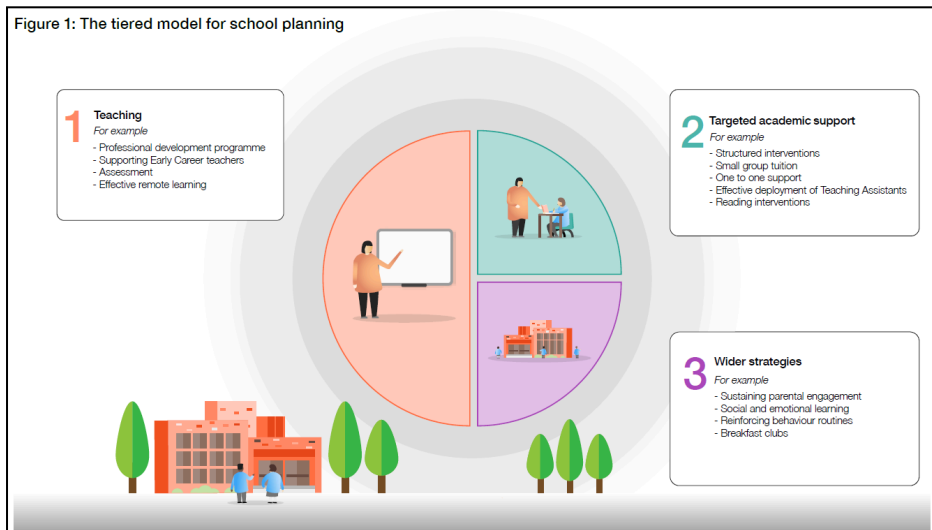 Figure 1: The tiered model for school planning
1
Teaching
For example
- Professional development programme
- Supporting Early Career teachers
- Assessment
- Effective remote learning
2
Targeted academic support
For example
- Structured interventions
- Small group tuition
- One to one support
- Effective deployment of Teaching Assistants
- Reading interventions
3
Wider strategies
For example
- Sustaining parental engagement
- Social and emotional learning
- Reinforcing behaviour routines
- Breakfast clubs